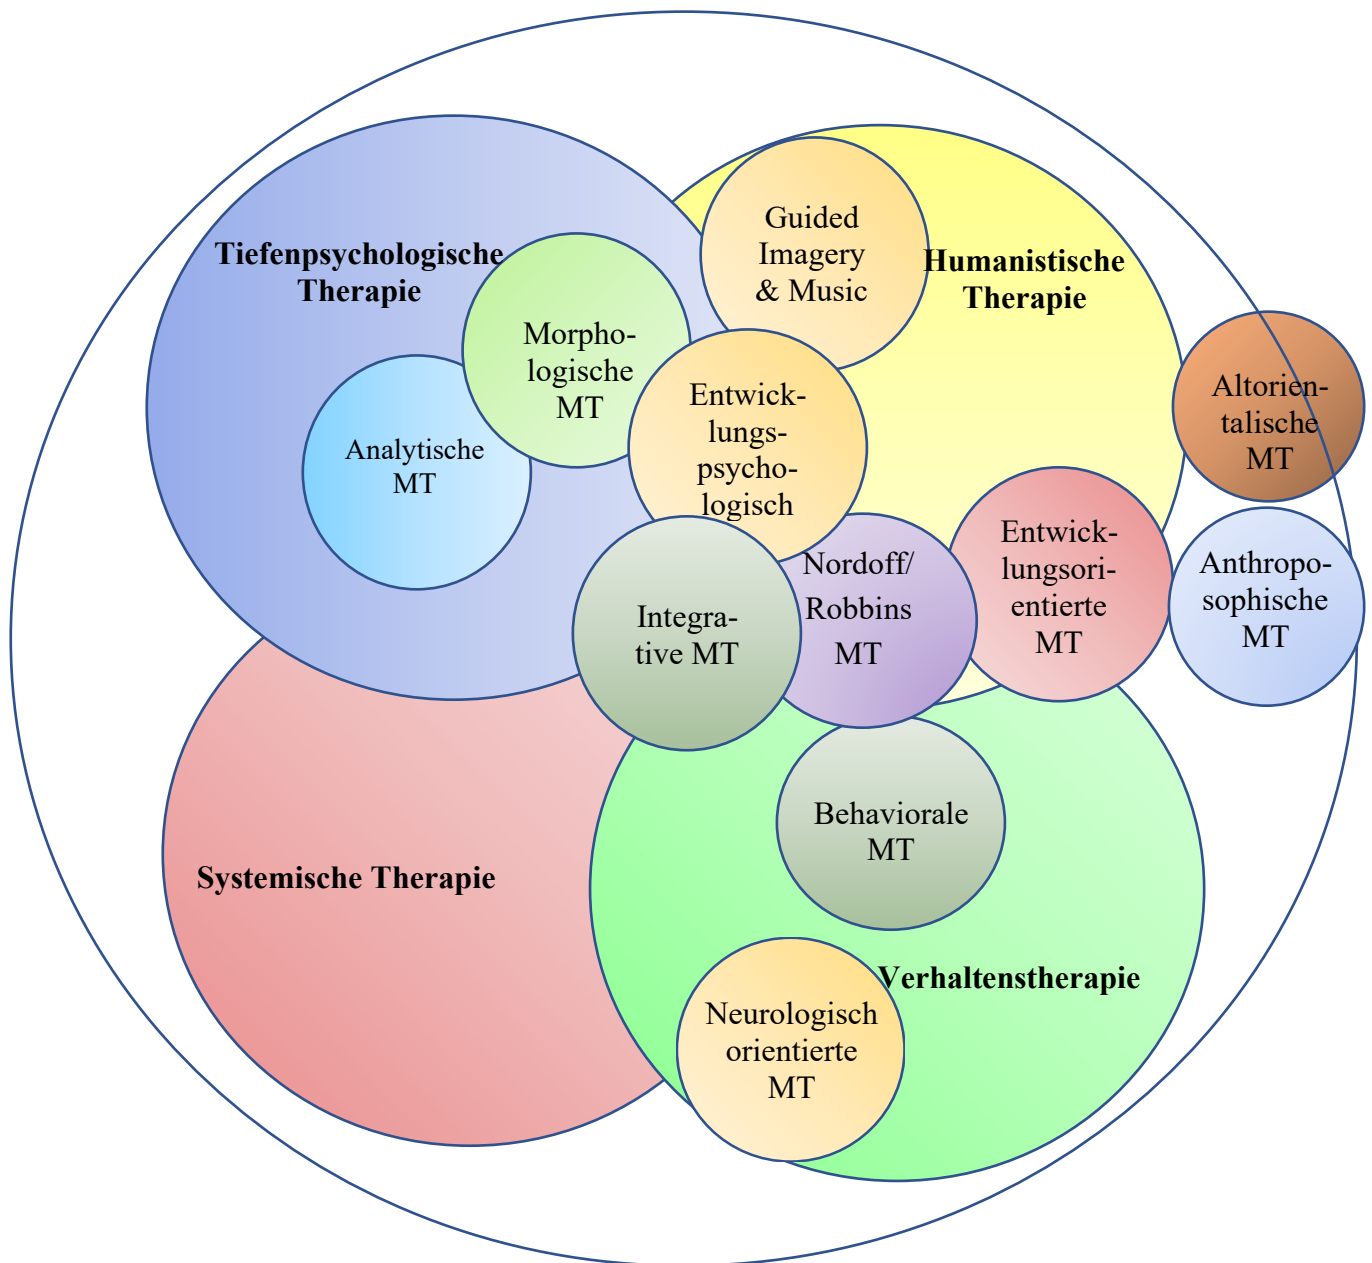 Guided
Imagery
& Music
Tiefenpsychologische
Therapie
Humanistische
Therapie
Morpho-
logische
MT
Analytische
MT
Entwick-
lungs-
psycho-
logisch
Altorien-
talische
MT
Entwick-
lungsori-
entierte
MT
Anthropo-
sophische
MT
Nordoff/
Robbins
MT
Integra-
tive MT
Behaviorale
MT
Systemische Therapie
Verhaltenstherapie
Neurologisch
orientierte
MT